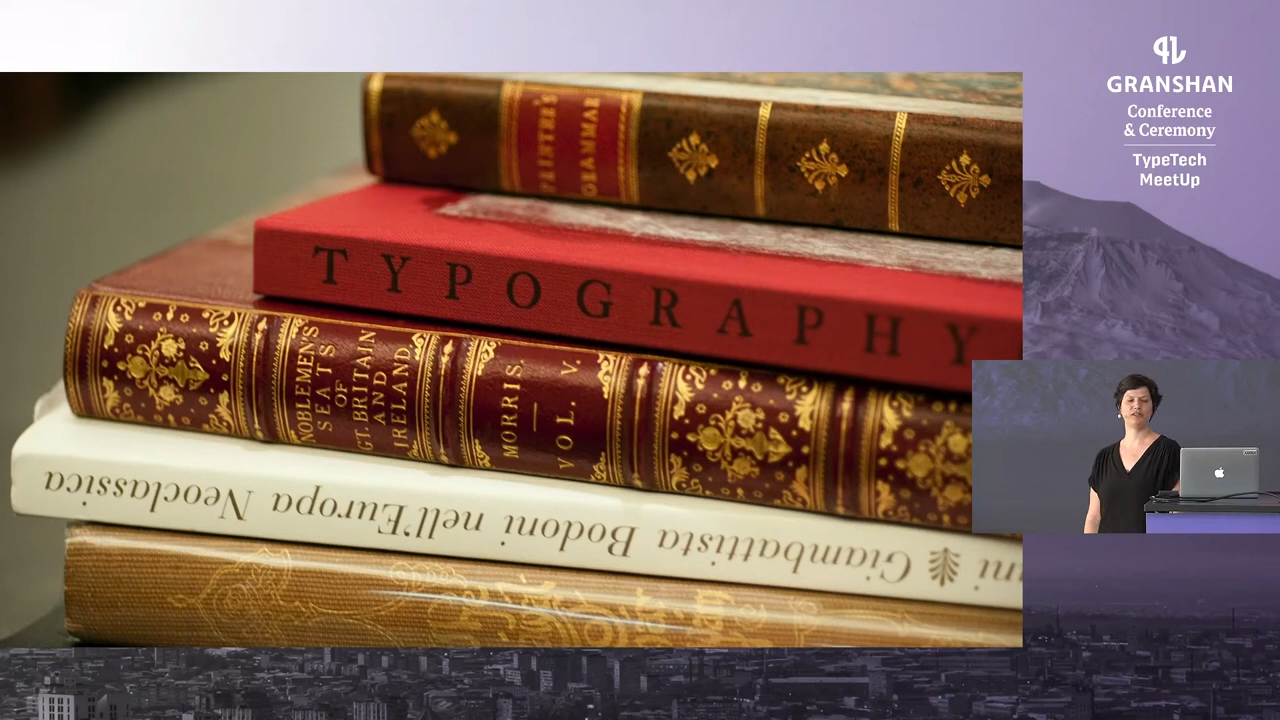 GRANSHAN
Conference
& Ceremony
TypeTech
MeetUp
PRINTER'S
GRAMMAR
TYPOGRAPHY
NOBLEMEN'S
SEATS
OF
GT. BRITAIN
AND
IRELAND.
MORRIS.
VOL. V.
Giambattista Bodoni nell'Europa Neoclassica